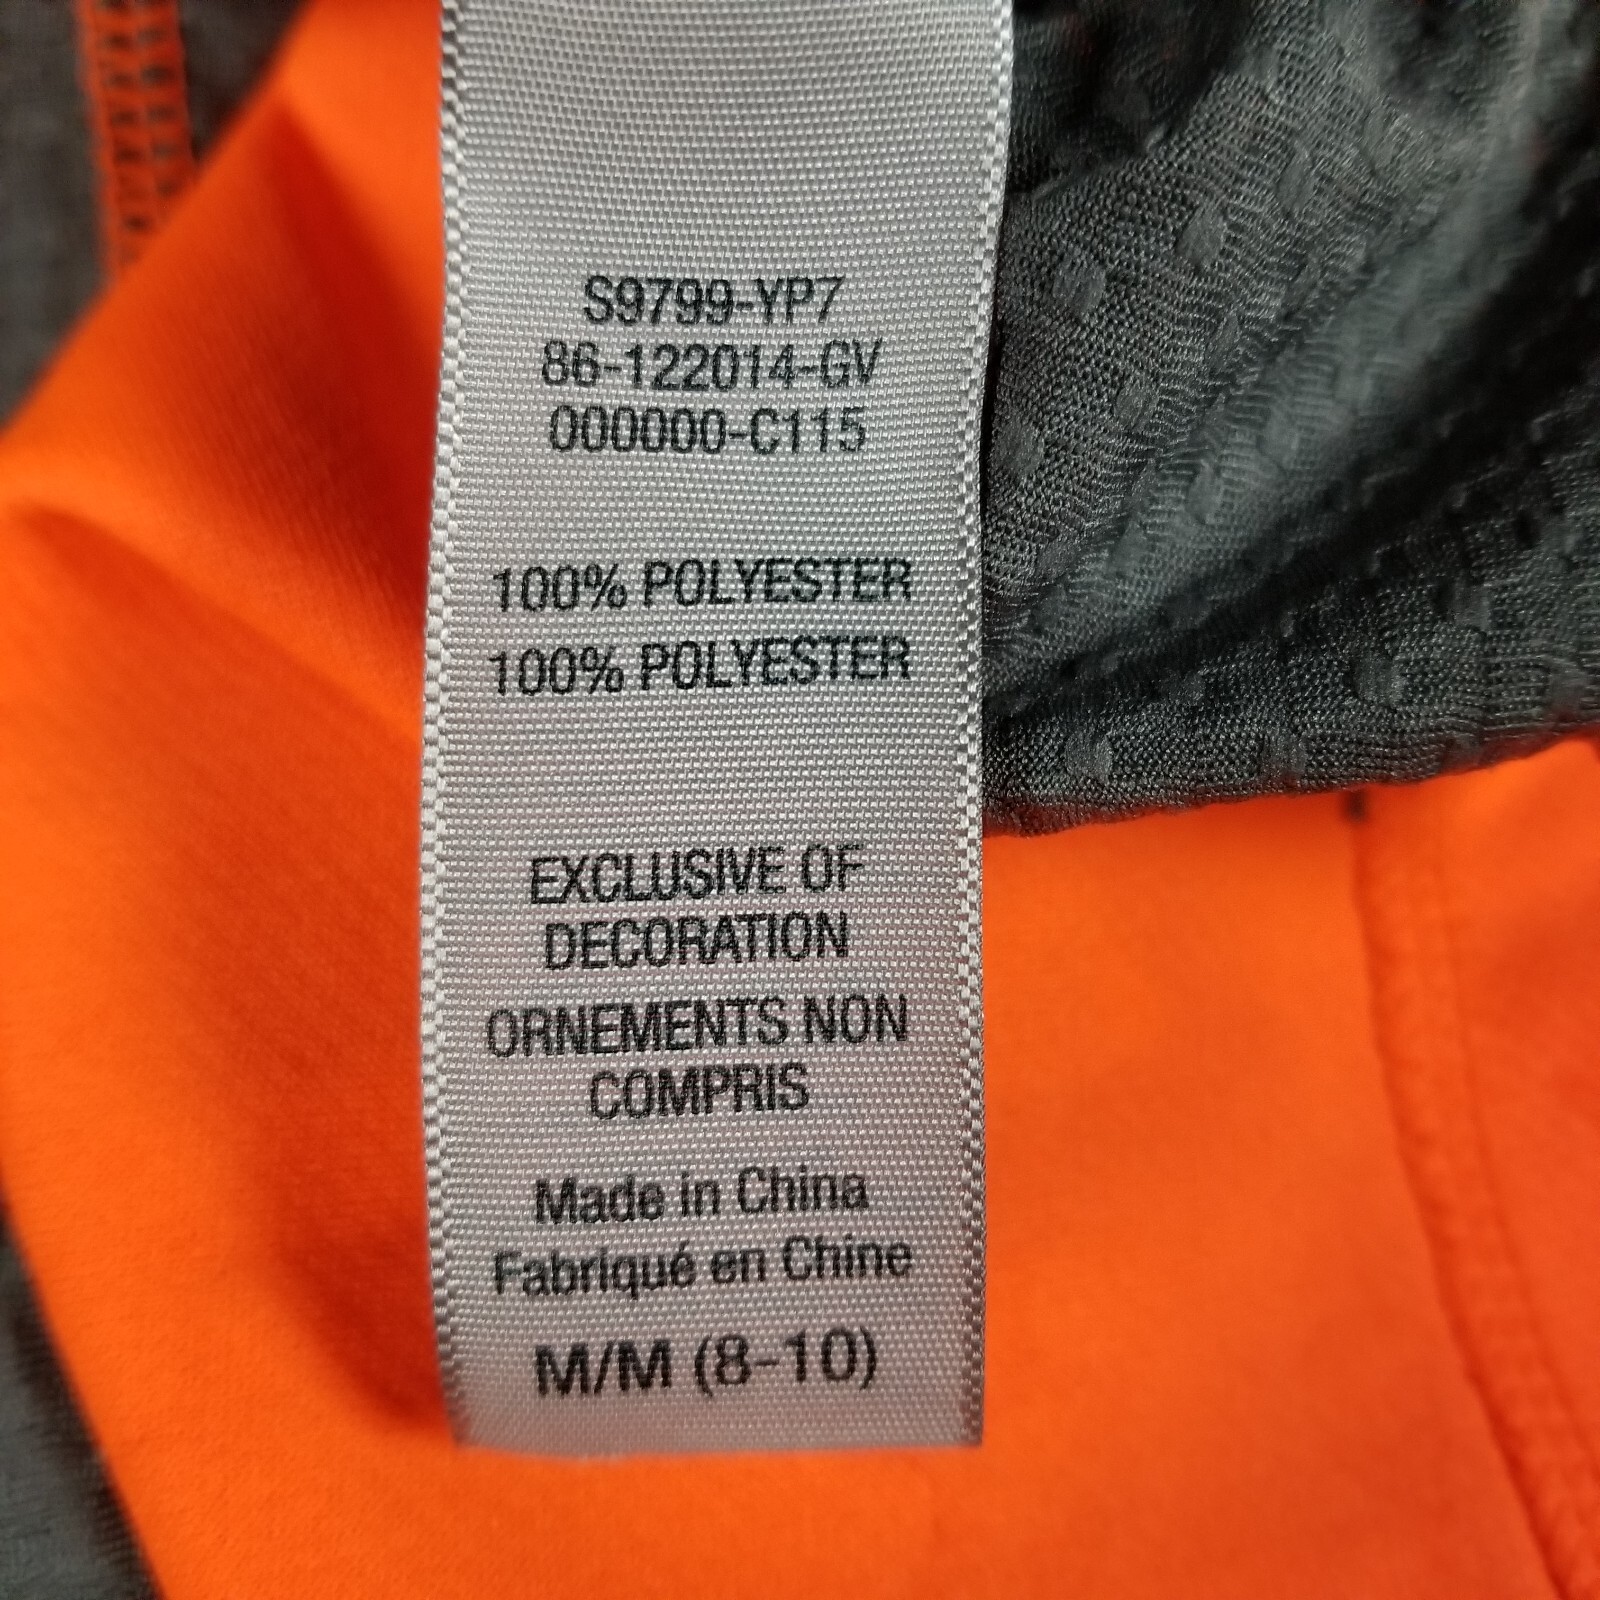 S9799-YP7
86-122014-GV
000000-C115
100% POLYESTER
100% POLYESTER
EXCLUSIVE OF
DECORATION
ORNEMENTS NON
COMPRIS
Made in China
Fabriqué en Chine
M/M (8-10)